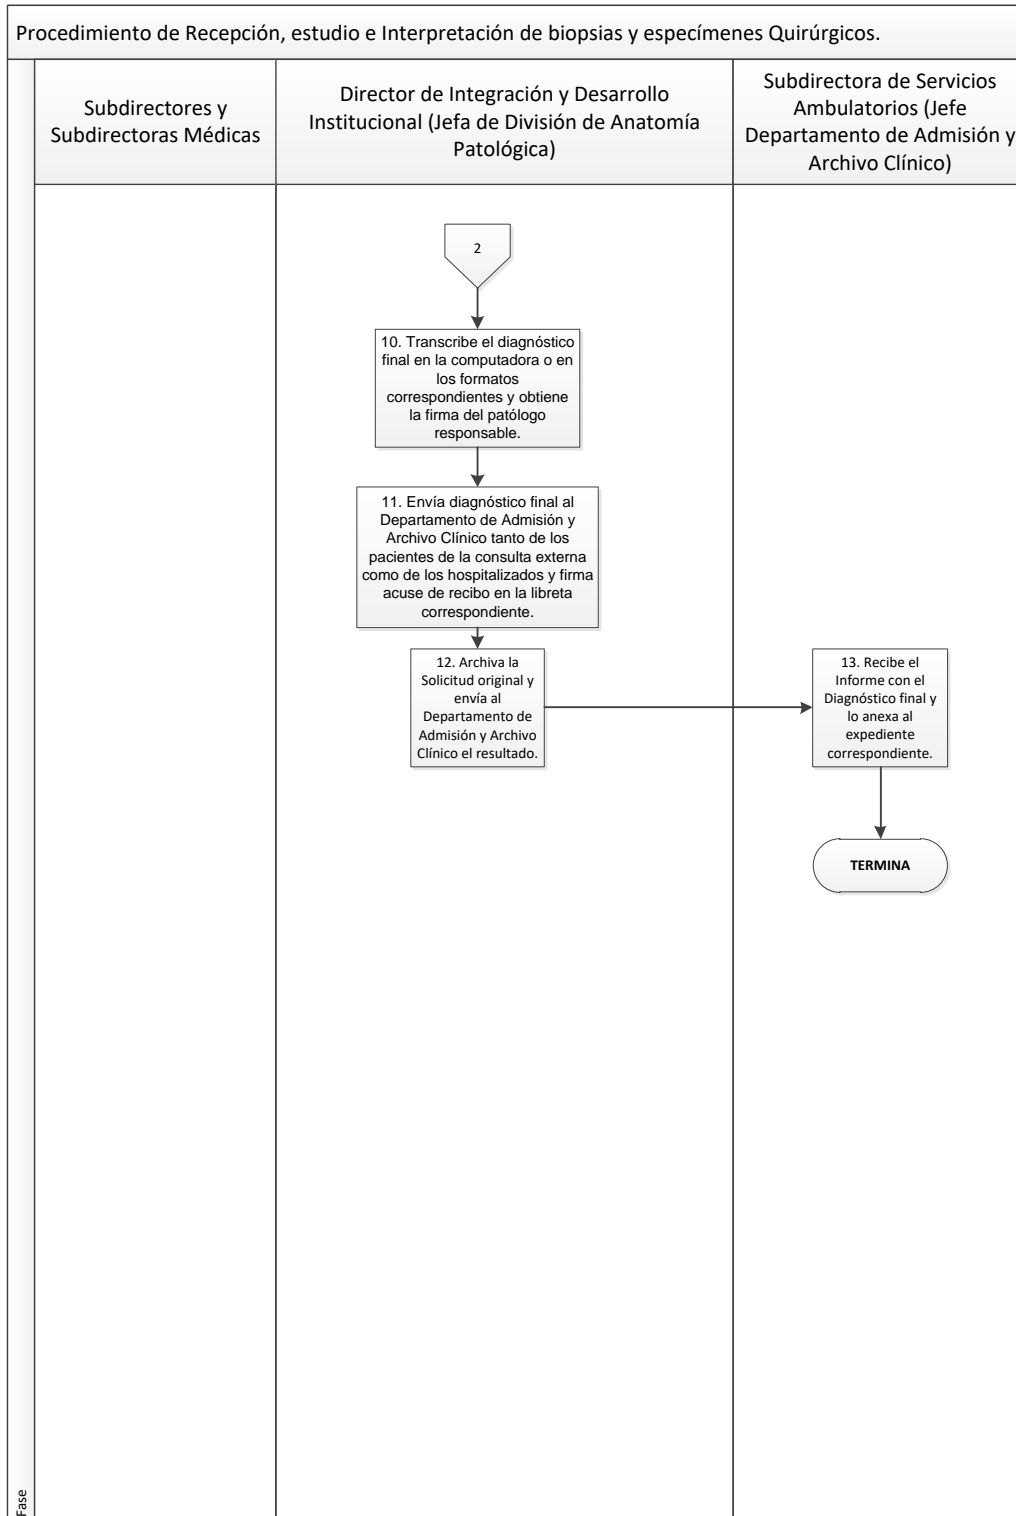 Procedimiento de Recepción, estudio e Interpretación de biopsias y especímenes Quirúrgicos.
Subdirectores y
Subdirectoras Médicas
Director de Integración y Desarrollo
Institucional (Jefa de División de Anatomía
Patológica)
Subdirectora de Servicios
Ambulatorios (Jefe
Departamento de Admisión y
Archivo Clínico)
2
10. Transcribe el diagnóstico
final en la computadora o en
los formatos
correspondientes y obtiene
la firma del patólogo
responsable.
11. Envía diagnóstico final al
Departamento de Admisión y
Archivo Clínico tanto de los
pacientes de la consulta externa
como de los hospitalizados y firma
acuse de recibo en la libreta
correspondiente.
12. Archiva la
Solicitud original y
envía al
Departamento de
Admisión y Archivo
Clínico el resultado.
13. Recibe el
Informe con el
Diagnóstico final y
lo anexa al
expediente
correspondiente.
TERMINA
Fase